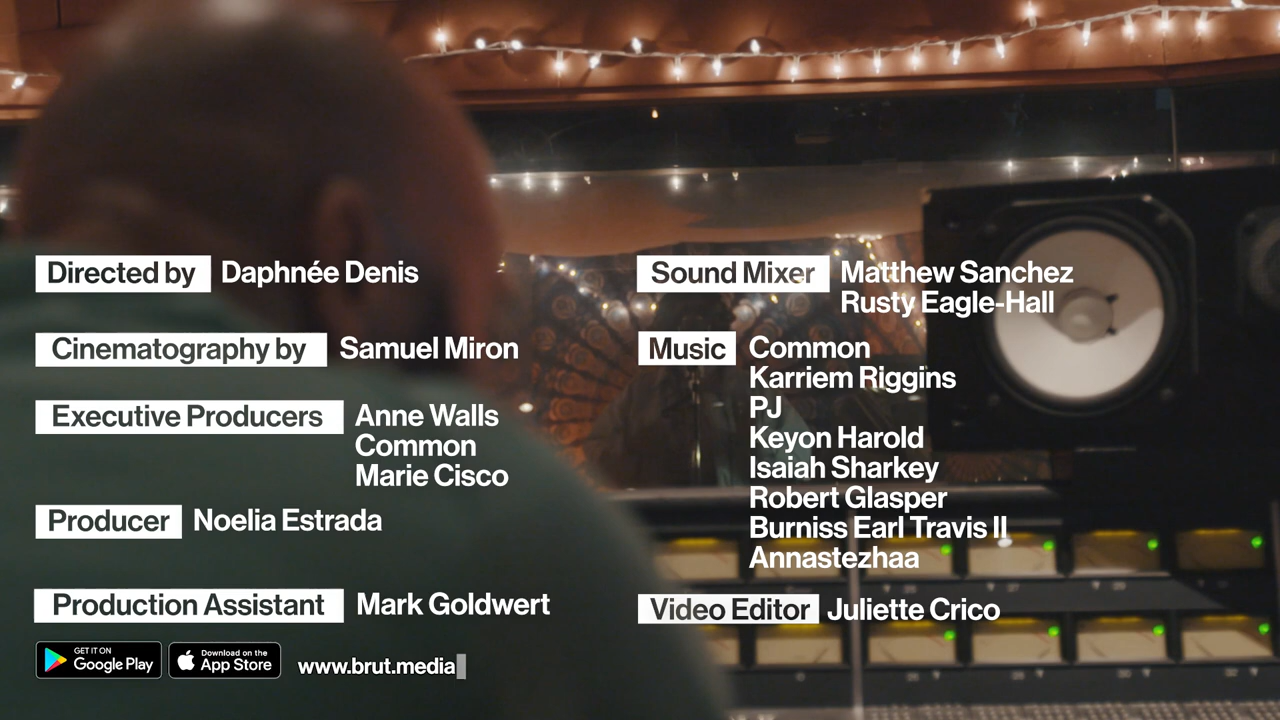 Directed by Daphnée Denis
Cinematography by Samuel Miron
Executive Producers Anne Walls
Common
Marie Cisco
Producer Noelia Estrada
Production Assistant Mark Goldwert
GET IT ON
Google Play
Download on the
App Store
www.brut.media
Sound Mixer Matthew Sanchez
Rusty Eagle-Hall
Music Common
Karriem Riggins
PJ
Keyon Harold
Isaiah Sharkey
Robert Glasper
Burniss Earl Travis II
Annastezhaa
Video Editor Juliette Crico